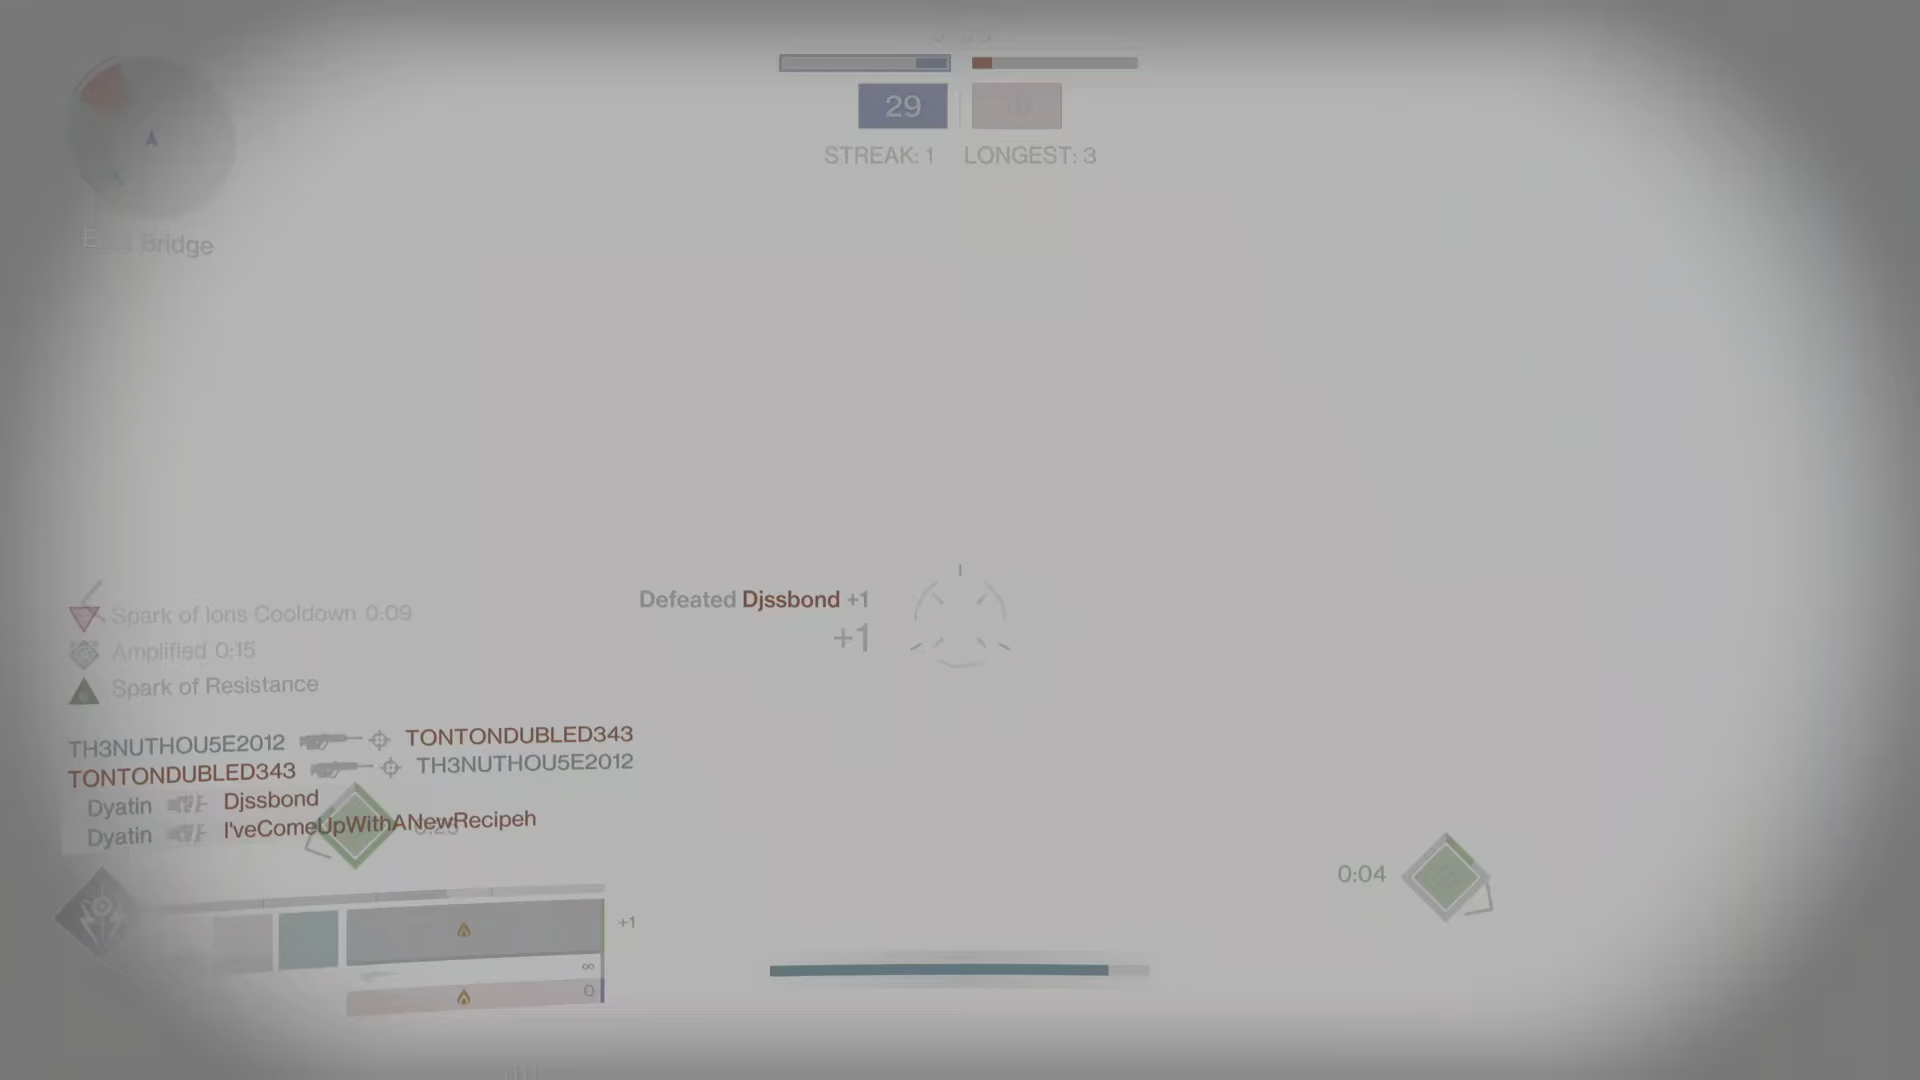 29
STREAK: 1 LONGEST: 3
Bridge
Defeated Djssbond +1
+1
Spark of Ions Cooldown 0:09
Amplified 0:15
Spark of Resistance
TH3NUTHOU5E2012 TONTONDUBLED343
TONTONDUBLED343 TH3NUTHOU5E2012
Dyatin Djssbond
Dyatin I'veComeUpWithANewRecipeh
0:04
+1
∞
Q